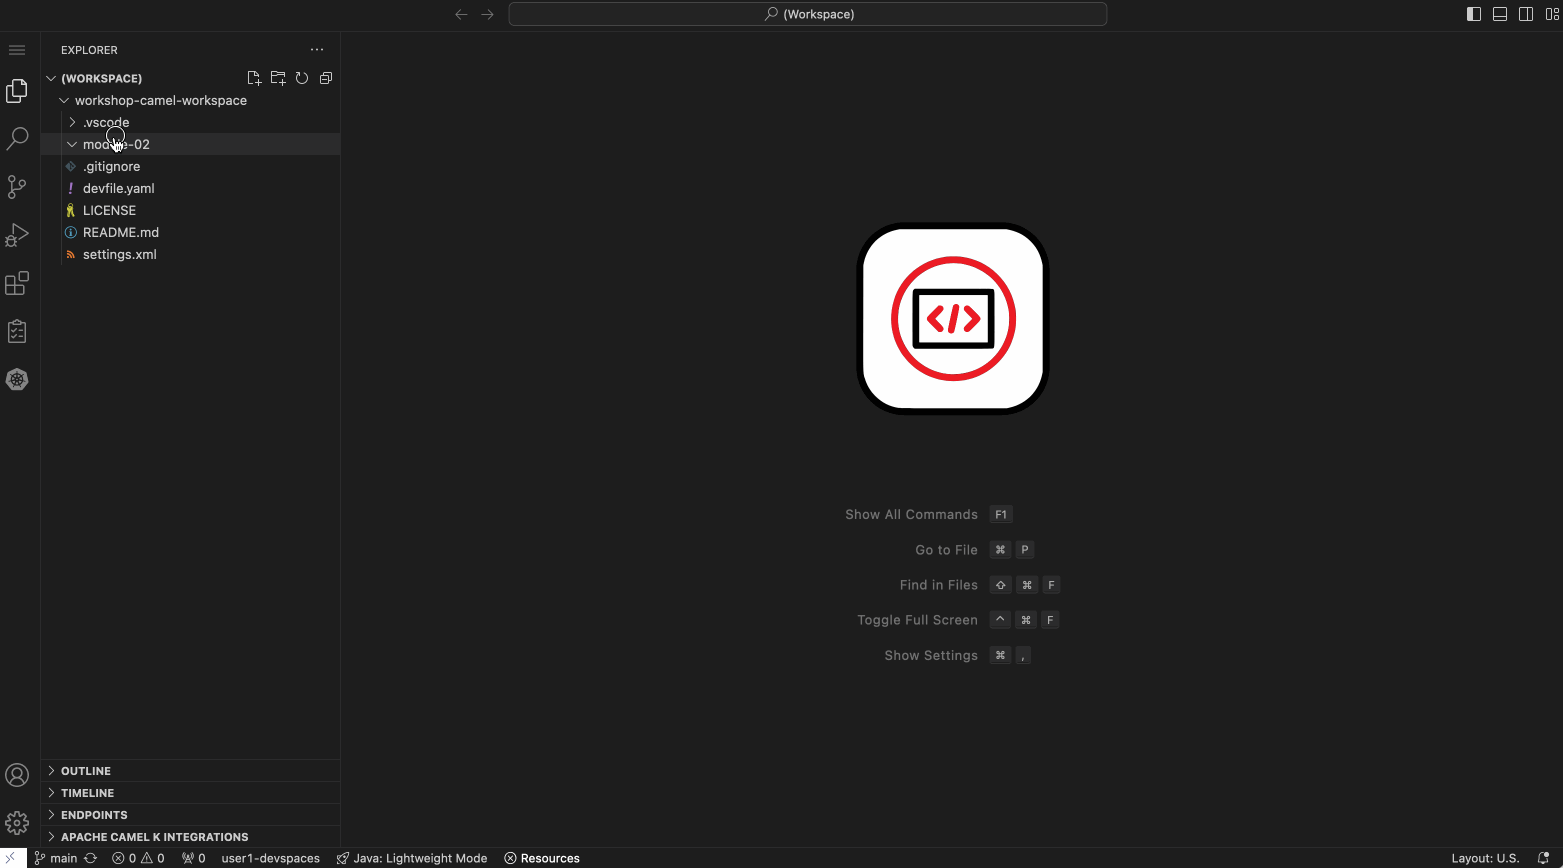 (Workspace)
EXPLORER
(WORKSPACE)
workshop-camel-workspace
.vscode
module-02
.gitignore
! devfile.yaml
LICENSE
README.md
settings.xml
</>
Show All Commands F1
Go to File ⌘ P
Find in Files ⇧ ⌘ F
Toggle Full Screen ^ ⌘ F
Show Settings ⌘ ,
OUTLINE
TIMELINE
ENDPOINTS
APACHE CAMEL K INTEGRATIONS
main 0 0 0 user1-devspaces Java: Lightweight Mode Resources Layout: U.S.